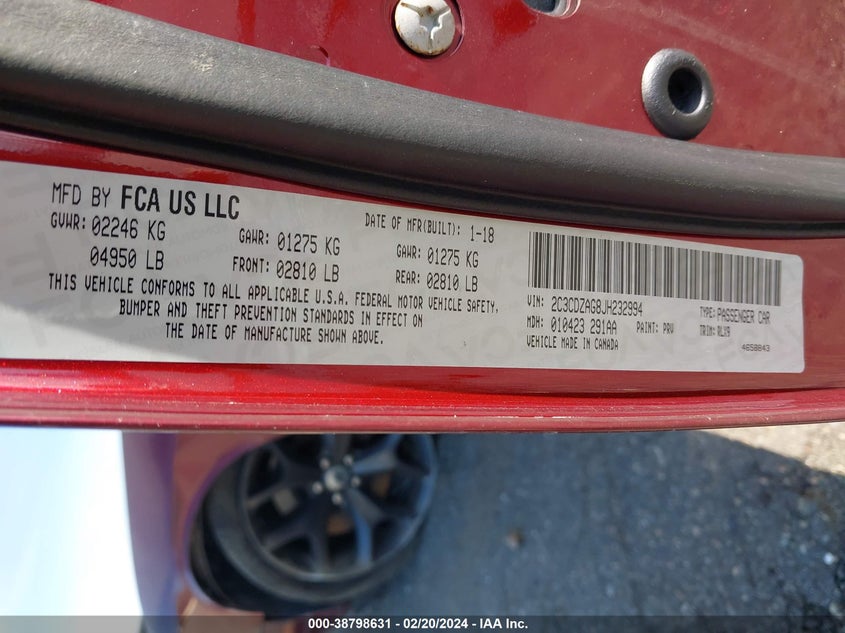 MFD BY FCA US LLC
GVWR: 02246 KG
04950 LB
GAWR: 01275 KG
FRONT: 02810 LB
DATE OF MFR(BUILT): 1-18
GAWR: 01275 KG
REAR: 02810 LB
THIS VEHICLE CONFORMS TO ALL APPLICABLE U.S.A. FEDERAL MOTOR VEHICLE SAFETY,
BUMPER AND THEFT PREVENTION STANDARDS IN EFFECT ON
THE DATE OF MANUFACTURE SHOWN ABOVE.
VIN: 2C3CDZAG8JH232994
TYPE: PASSENGER CAR
MDH: 010423 291AA
PAINT: PRV
TRIM: RLX9
VEHICLE MADE IN CANADA
4658843
000-38798631 - 02/20/2024 - IAA Inc.